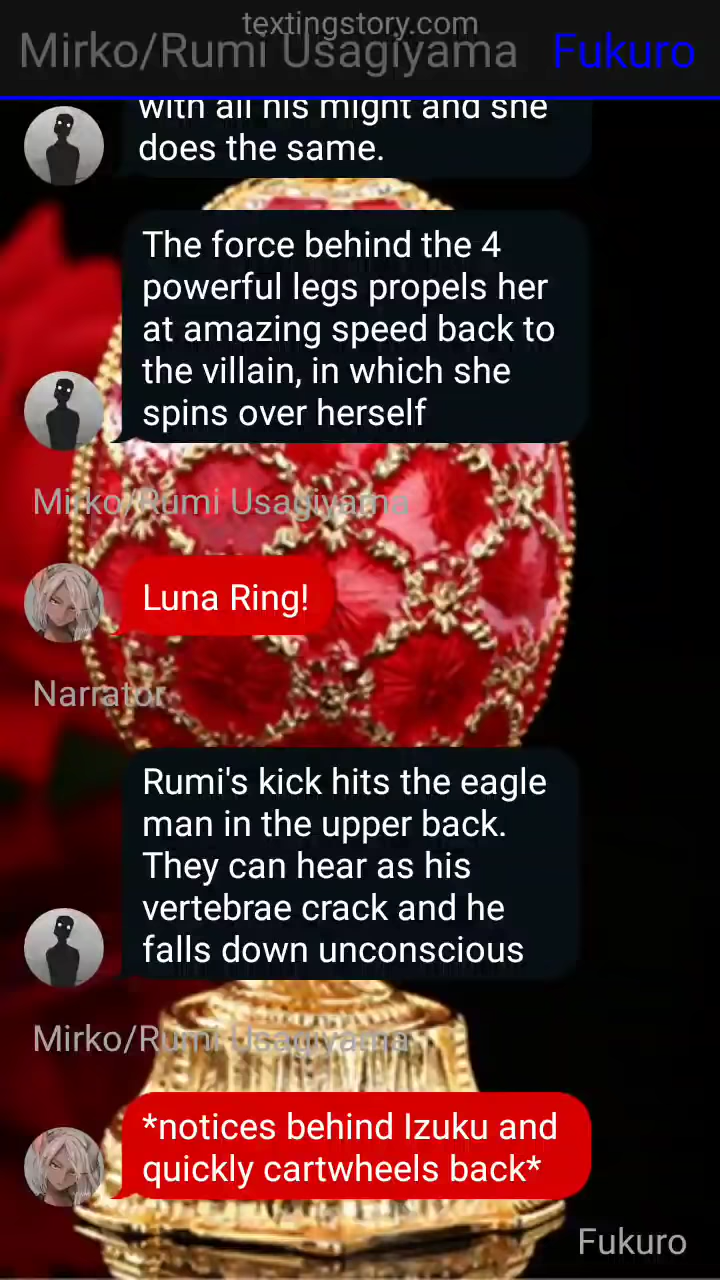 textingstory.com
Mirko/Rumi Usagiyama Fukuro
with all his might and she
does the same.
The force behind the 4
powerful legs propels her
at amazing speed back to
the villain, in which she
spins over herself
Mirko/Rumi Usagiyama
Luna Ring!
Narrator
Rumi's kick hits the eagle
man in the upper back.
They can hear as his
vertebrae crack and he
falls down unconscious
Mirko/Rumi Usagiyama
*notices behind Izuku and
quickly cartwheels back*
Fukuro